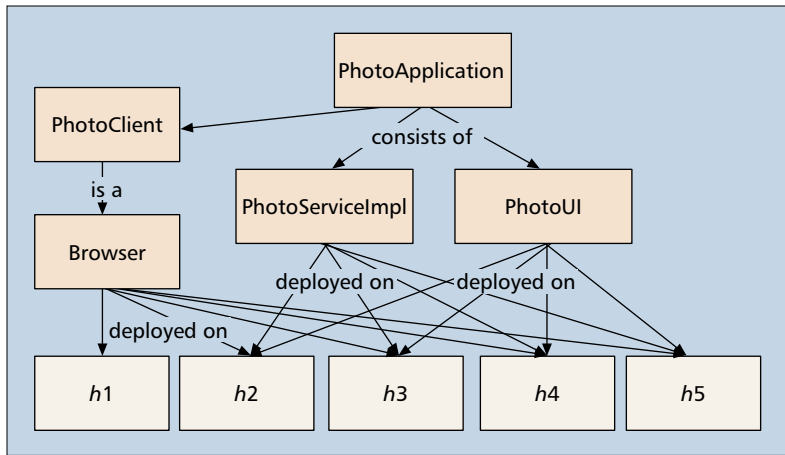 PhotoApplication
PhotoClient
consists of
is a
PhotoServiceImpl
PhotoUI
Browser
deployed on
deployed on
deployed on
h1
h2
h3
h4
h5